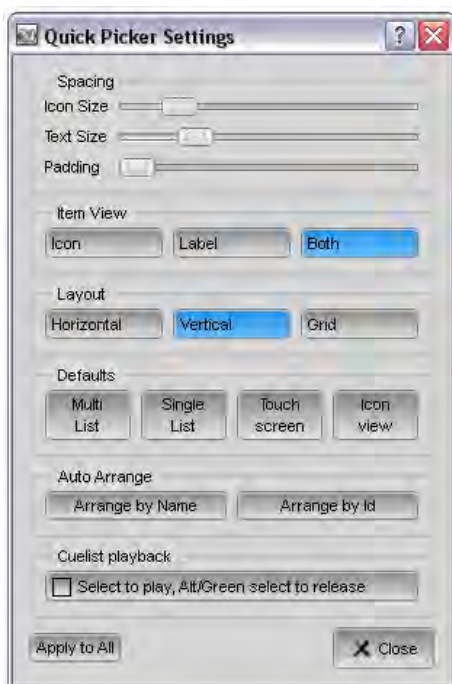 Quick Picker Settings ?
Spacing
Icon Size
Text Size
Padding
Item View
Icon Label Both
Layout
Horizontal Vertical Grid
Defaults
Multi List Single List Touch screen Icon view
Auto Arrange
Arrange by Name Arrange by Id
Cuelist playback
Select to play, Alt/Green select to release
Apply to All Close